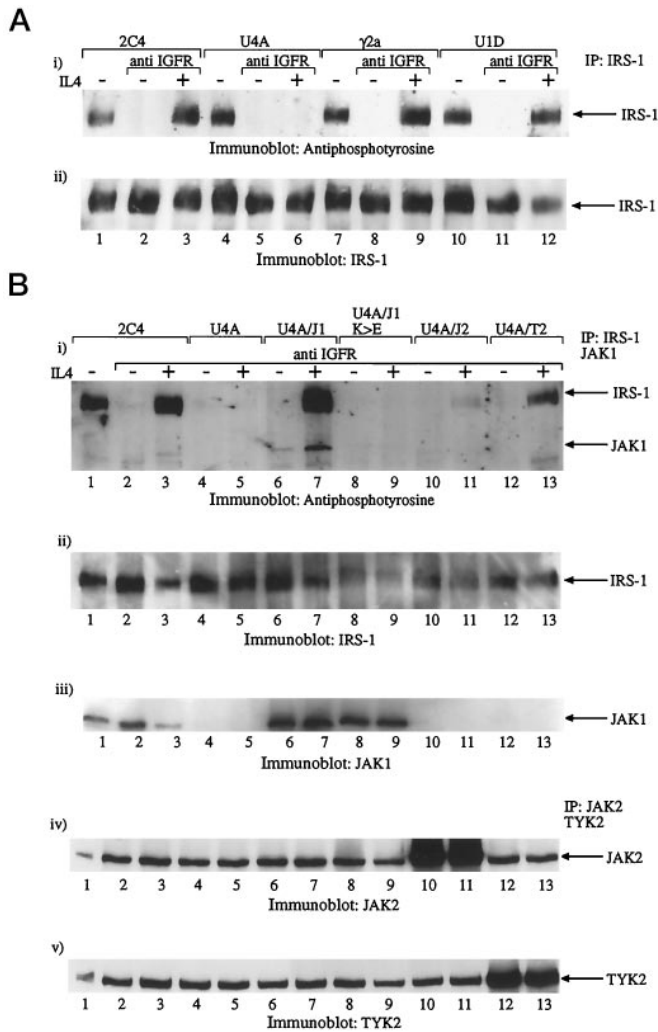 A
2C4 U4A γ2a U1D
i) anti IGFR anti IGFR anti IGFR anti IGFR IP: IRS-1
IL4 - - + - - + - - + - - +
IRS-1
Immunoblot: Antiphosphotyrosine
ii)
IRS-1
1 2 3 4 5 6 7 8 9 10 11 12
Immunoblot: IRS-1
B
U4A/J1
2C4 U4A U4A/J1 K>E U4A/J2 U4A/T2
IP: IRS-1
JAK1
i) anti IGFR
IL4 - - + - + - + - + - + - +
IRS-1
JAK1
1 2 3 4 5 6 7 8 9 10 11 12 13
Immunoblot: Antiphosphotyrosine
ii)
IRS-1
1 2 3 4 5 6 7 8 9 10 11 12 13
Immunoblot: IRS-1
iii)
JAK1
1 2 3 4 5 6 7 8 9 10 11 12 13
Immunoblot: JAK1
IP: JAK2
TYK2
iv)
JAK2
1 2 3 4 5 6 7 8 9 10 11 12 13
Immunoblot: JAK2
v)
TYK2
1 2 3 4 5 6 7 8 9 10 11 12 13
Immunoblot: TYK2